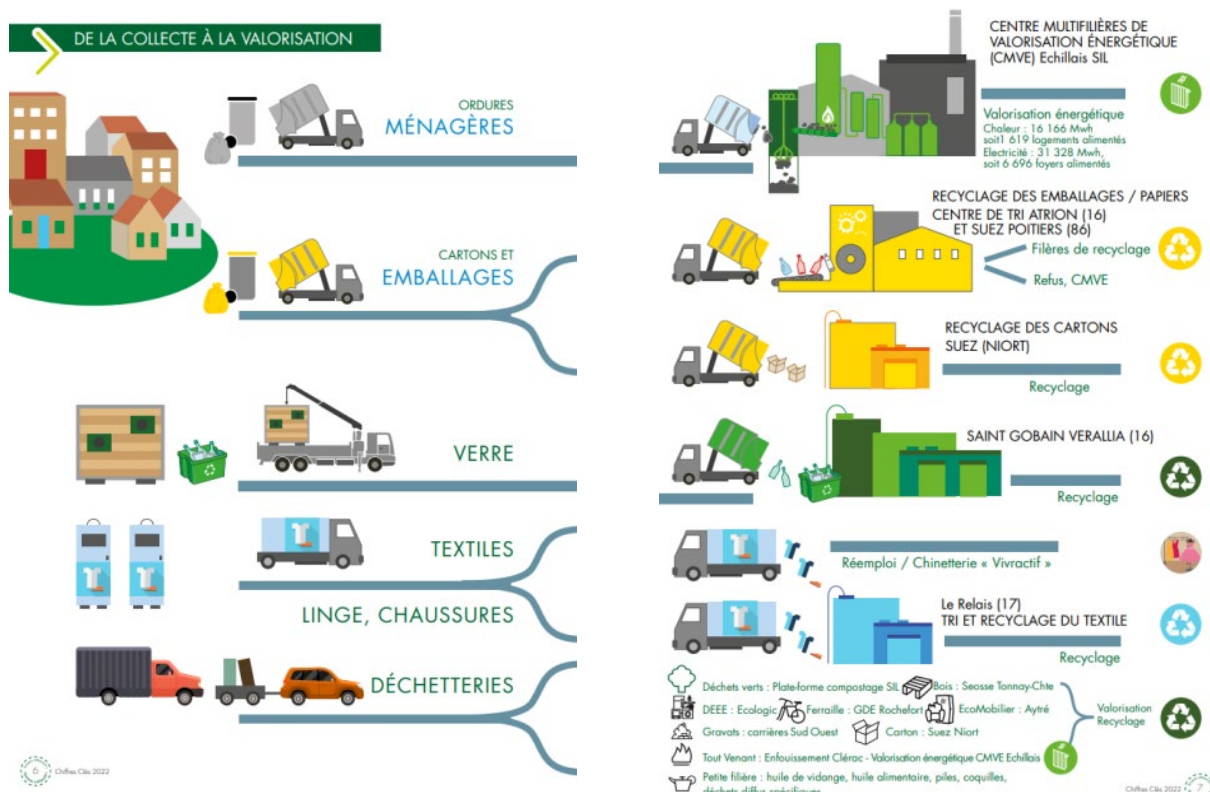 DE LA COLLECTE À LA VALORISATION
ORDURES
MÉNAGÈRES
CARTONS ET
EMBALLAGES
VERRE
TEXTILES
LINGE, CHAUSSURES
DÉCHETTERIES
6
Chiffres Clés 2022
CENTRE MULTIFILIÈRES DE
VALORISATION ÉNERGÉTIQUE
(CMVE) Echillais SIL
Valorisation énergétique
Chaleur : 16 166 Mwh
soit1 619 logements alimentés
Electricité : 31 328 Mwh,
soit 6 696 foyers alimentés
RECYCLAGE DES EMBALLAGES / PAPIERS
CENTRE DE TRI ATRION (16)
ET SUEZ POITIERS (86)
Filères de recyclage
Refus, CMVE
RECYCLAGE DES CARTONS
SUEZ (NIORT)
Recyclage
SAINT GOBAIN VERALLIA (16)
Recyclage
Réemploi / Chinetterie « Vivractif »
Le Relais (17)
TRI ET RECYCLAGE DU TEXTILE
Recyclage
Déchets verts : Plate-forme compostage SIL Bois : Seosse Tonnay-Chte
DEEE : Ecologic Ferraille : GDE Rochefort EcoMobilier : Aytré
Valorisation
Recyclage
Gravats : carrières Sud Ouest Carton : Suez Niort
Tout Venant : Enfouissement Clérac - Valorisation énergétique CMVE Echillais
Petite filière : huile de vidange, huile alimentaire, piles, coquilles,
déchets diffus spécifiques
Chiffres Clés 2022
7